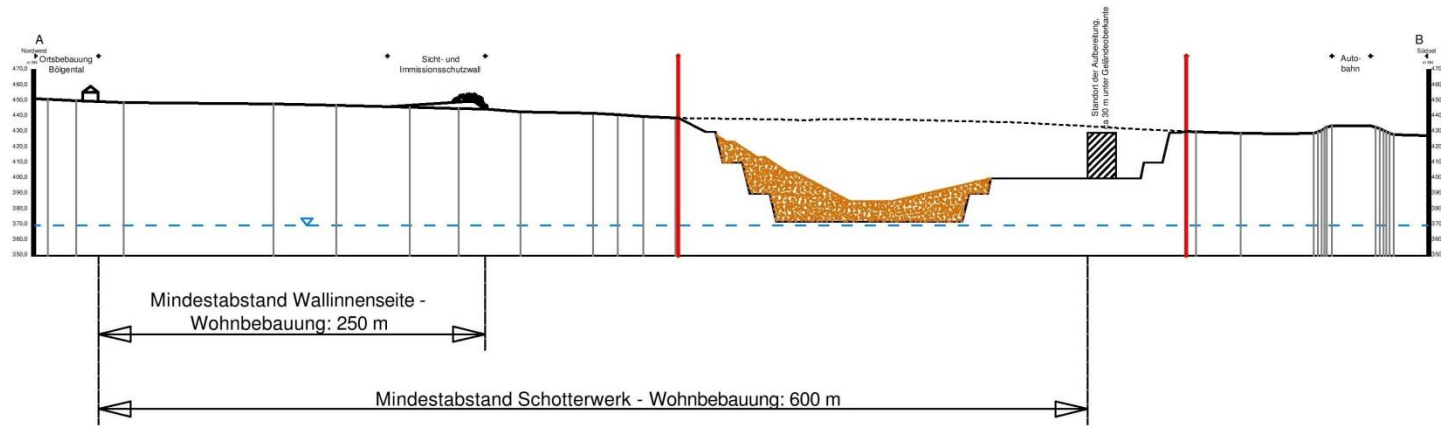 A
Nordwest
m NN
Ortsbebauung
Bölgental
Sicht- und
Immissionsschutzwall
Standort der Aufbereitung,
ca 30 m unter Geländeoberkante
Auto-
bahn
B
Südost
m NN
470,0
460,0
450,0
440,0
430,0
420,0
410,0
400,0
390,0
380,0
370,0
360,0
350,0
Mindestabstand Wallinnenseite -
Wohnbebauung: 250 m
Mindestabstand Schotterwerk - Wohnbebauung: 600 m